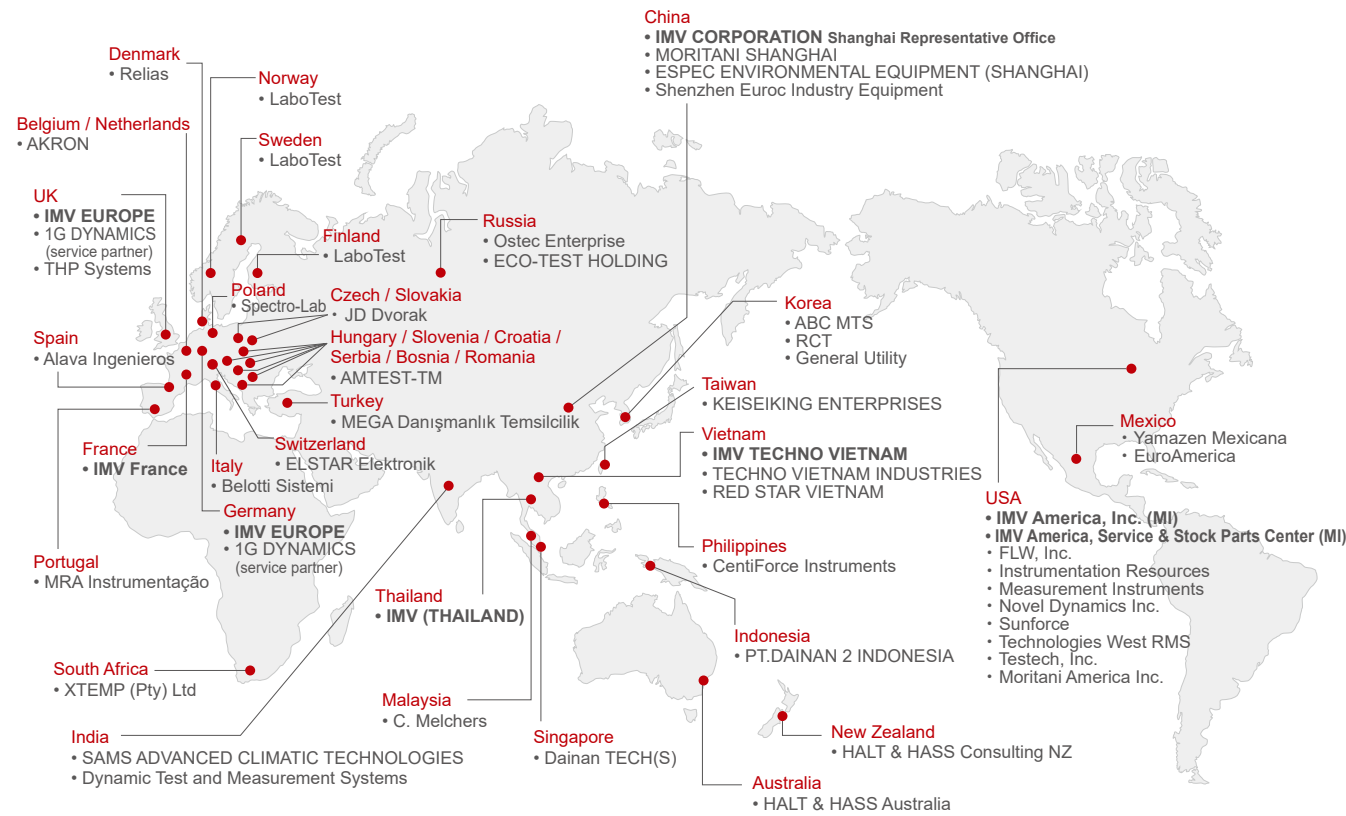 China
• IMV CORPORATION Shanghai Representative Office
• MORITANI SHANGHAI
• ESPEC ENVIRONMENTAL EQUIPMENT (SHANGHAI)
• Shenzhen Euroc Industry Equipment
Denmark
• Relias
Norway
• LaboTest
Belgium / Netherlands
• AKRON
Sweden
• LaboTest
UK
• IMV EUROPE
• 1G DYNAMICS
(service partner)
• THP Systems
Finland
• LaboTest
Russia
• Ostec Enterprise
• ECO-TEST HOLDING
Poland
• Spectro-Lab
Czech / Slovakia
• JD Dvorak
Hungary / Slovenia / Croatia /
Serbia / Bosnia / Romania
• AMTEST-TM
Spain
• Alava Ingenieros
Turkey
• MEGA Danışmanlık Temsilcilik
Korea
• ABC MTS
• RCT
• General Utility
Taiwan
• KEISEIKING ENTERPRISES
Vietnam
• IMV TECHNO VIETNAM
• TECHNO VIETNAM INDUSTRIES
• RED STAR VIETNAM
Mexico
• Yamazen Mexicana
• EuroAmerica
France
• IMV France
Switzerland
• ELSTAR Elektronik
Italy
• Belotti Sistemi
Germany
• IMV EUROPE
• 1G DYNAMICS
(service partner)
USA
• IMV America, Inc. (MI)
• IMV America, Service & Stock Parts Center (MI)
• FLW, Inc.
• Instrumentation Resources
• Measurement Instruments
• Novel Dynamics Inc.
• Sunforce
• Technologies West RMS
• Testech, Inc.
• Moritani America Inc.
Portugal
• MRA Instrumentação
Philippines
• CentiForce Instruments
Thailand
• IMV (THAILAND)
Indonesia
• PT.DAINAN 2 INDONESIA
South Africa
• XTEMP (Pty) Ltd
Malaysia
• C. Melchers
India
• SAMS ADVANCED CLIMATIC TECHNOLOGIES
• Dynamic Test and Measurement Systems
Singapore
• Dainan TECH(S)
New Zealand
• HALT & HASS Consulting NZ
Australia
• HALT & HASS Australia